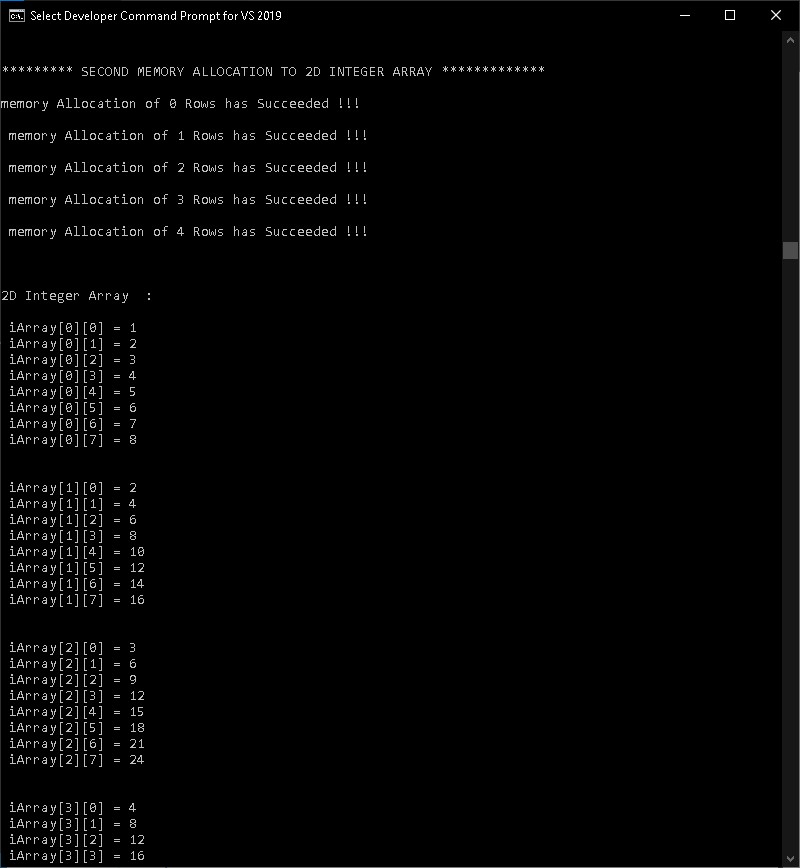 Select Developer Command Prompt for VS 2019
********* SECOND MEMORY ALLOCATION TO 2D INTEGER ARRAY *************
memory Allocation of 0 Rows has Succeeded !!!
memory Allocation of 1 Rows has Succeeded !!!
memory Allocation of 2 Rows has Succeeded !!!
memory Allocation of 3 Rows has Succeeded !!!
memory Allocation of 4 Rows has Succeeded !!!
2D Integer Array  :
iArray[0][0] = 1
iArray[0][1] = 2
iArray[0][2] = 3
iArray[0][3] = 4
iArray[0][4] = 5
iArray[0][5] = 6
iArray[0][6] = 7
iArray[0][7] = 8
iArray[1][0] = 2
iArray[1][1] = 4
iArray[1][2] = 6
iArray[1][3] = 8
iArray[1][4] = 10
iArray[1][5] = 12
iArray[1][6] = 14
iArray[1][7] = 16
iArray[2][0] = 3
iArray[2][1] = 6
iArray[2][2] = 9
iArray[2][3] = 12
iArray[2][4] = 15
iArray[2][5] = 18
iArray[2][6] = 21
iArray[2][7] = 24
iArray[3][0] = 4
iArray[3][1] = 8
iArray[3][2] = 12
iArray[3][3] = 16